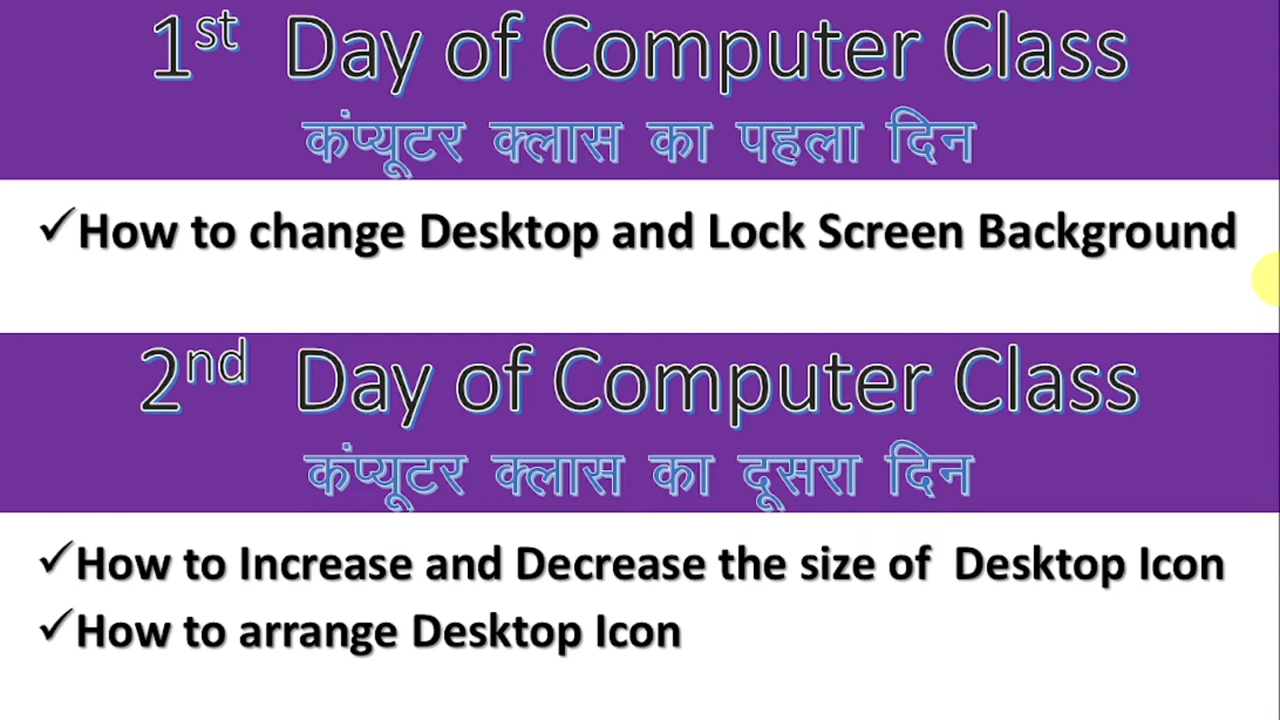 1st Day of Computer Class
कंप्यूटर क्लास का पहला दिन
✓How to change Desktop and Lock Screen Background
2nd Day of Computer Class
कंप्यूटर क्लास का दूसरा दिन
✓How to Increase and Decrease the size of Desktop Icon
✓How to arrange Desktop Icon